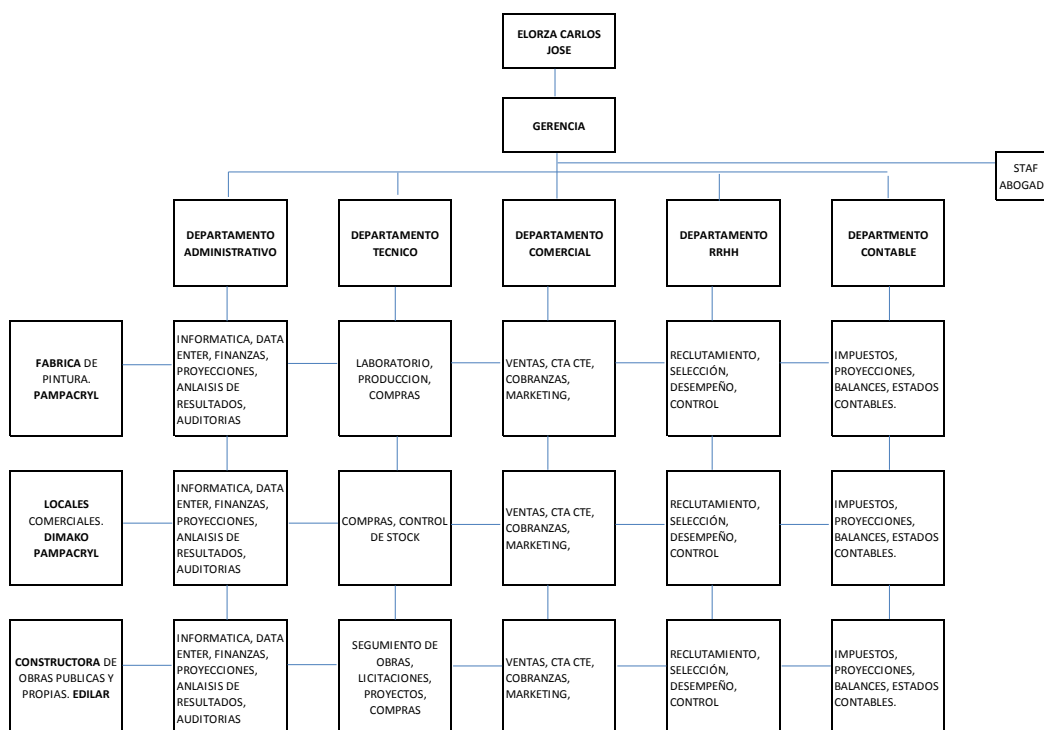 ELORZA CARLOS
JOSE
GERENCIA
STAF
ABOGAD
DEPARTAMENTO
ADMINISTRATIVO
DEPARTAMENTO
TECNICO
DEPARTAMENTO
COMERCIAL
DEPARTAMENTO
RRHH
DEPARTMENTO
CONTABLE
FABRICA DE
PINTURA.
PAMPACRYL
INFORMATICA, DATA
ENTER, FINANZAS,
PROYECCIONES,
ANLAISIS DE
RESULTADOS,
AUDITORIAS
LABORATORIO,
PRODUCCION,
COMPRAS
VENTAS, CTA CTE,
COBRANZAS,
MARKETING,
RECLUTAMIENTO,
SELECCIÓN,
DESEMPEÑO,
CONTROL
IMPUESTOS,
PROYECCIONES,
BALANCES, ESTADOS
CONTABLES.
LOCALES
COMERCIALES.
DIMAKO
PAMPACRYL
INFORMATICA, DATA
ENTER, FINANZAS,
PROYECCIONES,
ANLAISIS DE
RESULTADOS,
AUDITORIAS
COMPRAS, CONTROL
DE STOCK
VENTAS, CTA CTE,
COBRANZAS,
MARKETING,
RECLUTAMIENTO,
SELECCIÓN,
DESEMPEÑO,
CONTROL
IMPUESTOS,
PROYECCIONES,
BALANCES, ESTADOS
CONTABLES.
CONSTRUCTORA DE
OBRAS PUBLICAS Y
PROPIAS. EDILAR
INFORMATICA, DATA
ENTER, FINANZAS,
PROYECCIONES,
ANLAISIS DE
RESULTADOS,
AUDITORIAS
SEGUMIENTO DE
OBRAS,
LICITACIONES,
PROYECTOS,
COMPRAS
VENTAS, CTA CTE,
COBRANZAS,
MARKETING,
RECLUTAMIENTO,
SELECCIÓN,
DESEMPEÑO,
CONTROL
IMPUESTOS,
PROYECCIONES,
BALANCES, ESTADOS
CONTABLES.